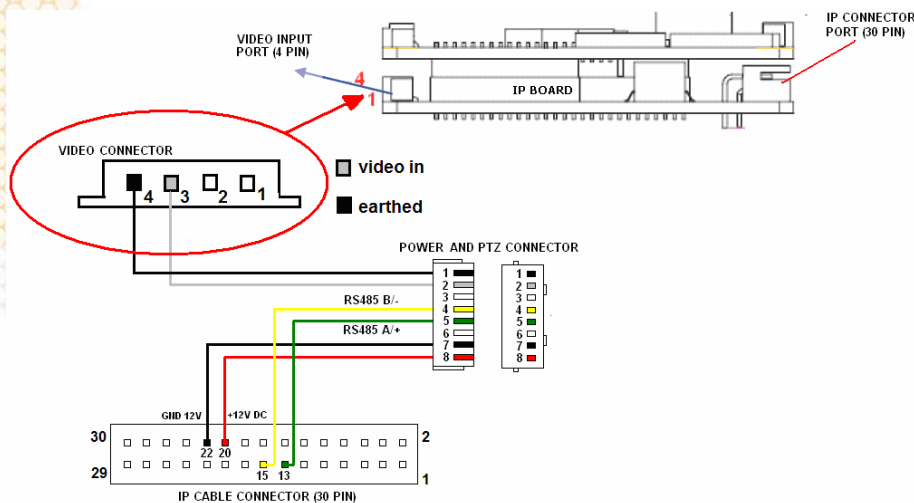 VIDEO INPUT
PORT (4 PIN)
IP CONNECTOR
PORT (30 PIN)
4
1
IP BOARD
VIDEO CONNECTOR
4 3 2 1
video in
earthed
POWER AND PTZ CONNECTOR
1 1
2 2
3 3
RS485 B/-
4 4
5 5
RS485 A/+
6 6
7 7
8 8
GND 12V +12V DC
30 2
22 20
29 1
15 13
IP CABLE CONNECTOR (30 PIN)